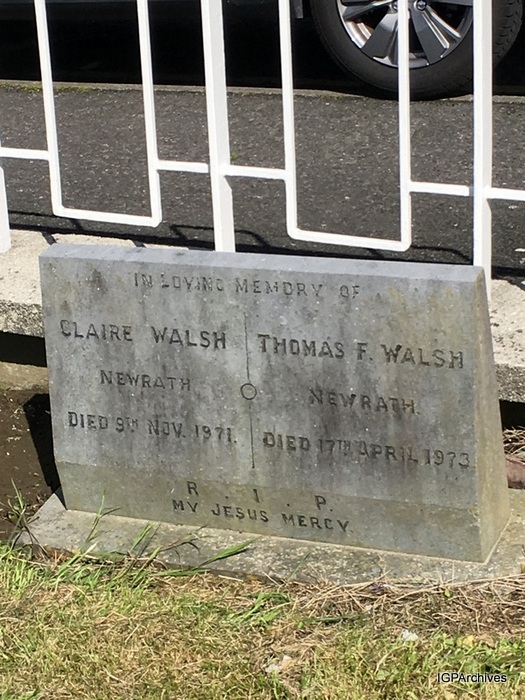 IN LOVING MEMORY OF
CLAIRE WALSH
NEWRATH
DIED 9TH NOV. 1971.
THOMAS F. WALSH
NEWRATH.
DIED 17TH APRIL 1973
R . I . P.
MY JESUS MERCY.
IGPArchives